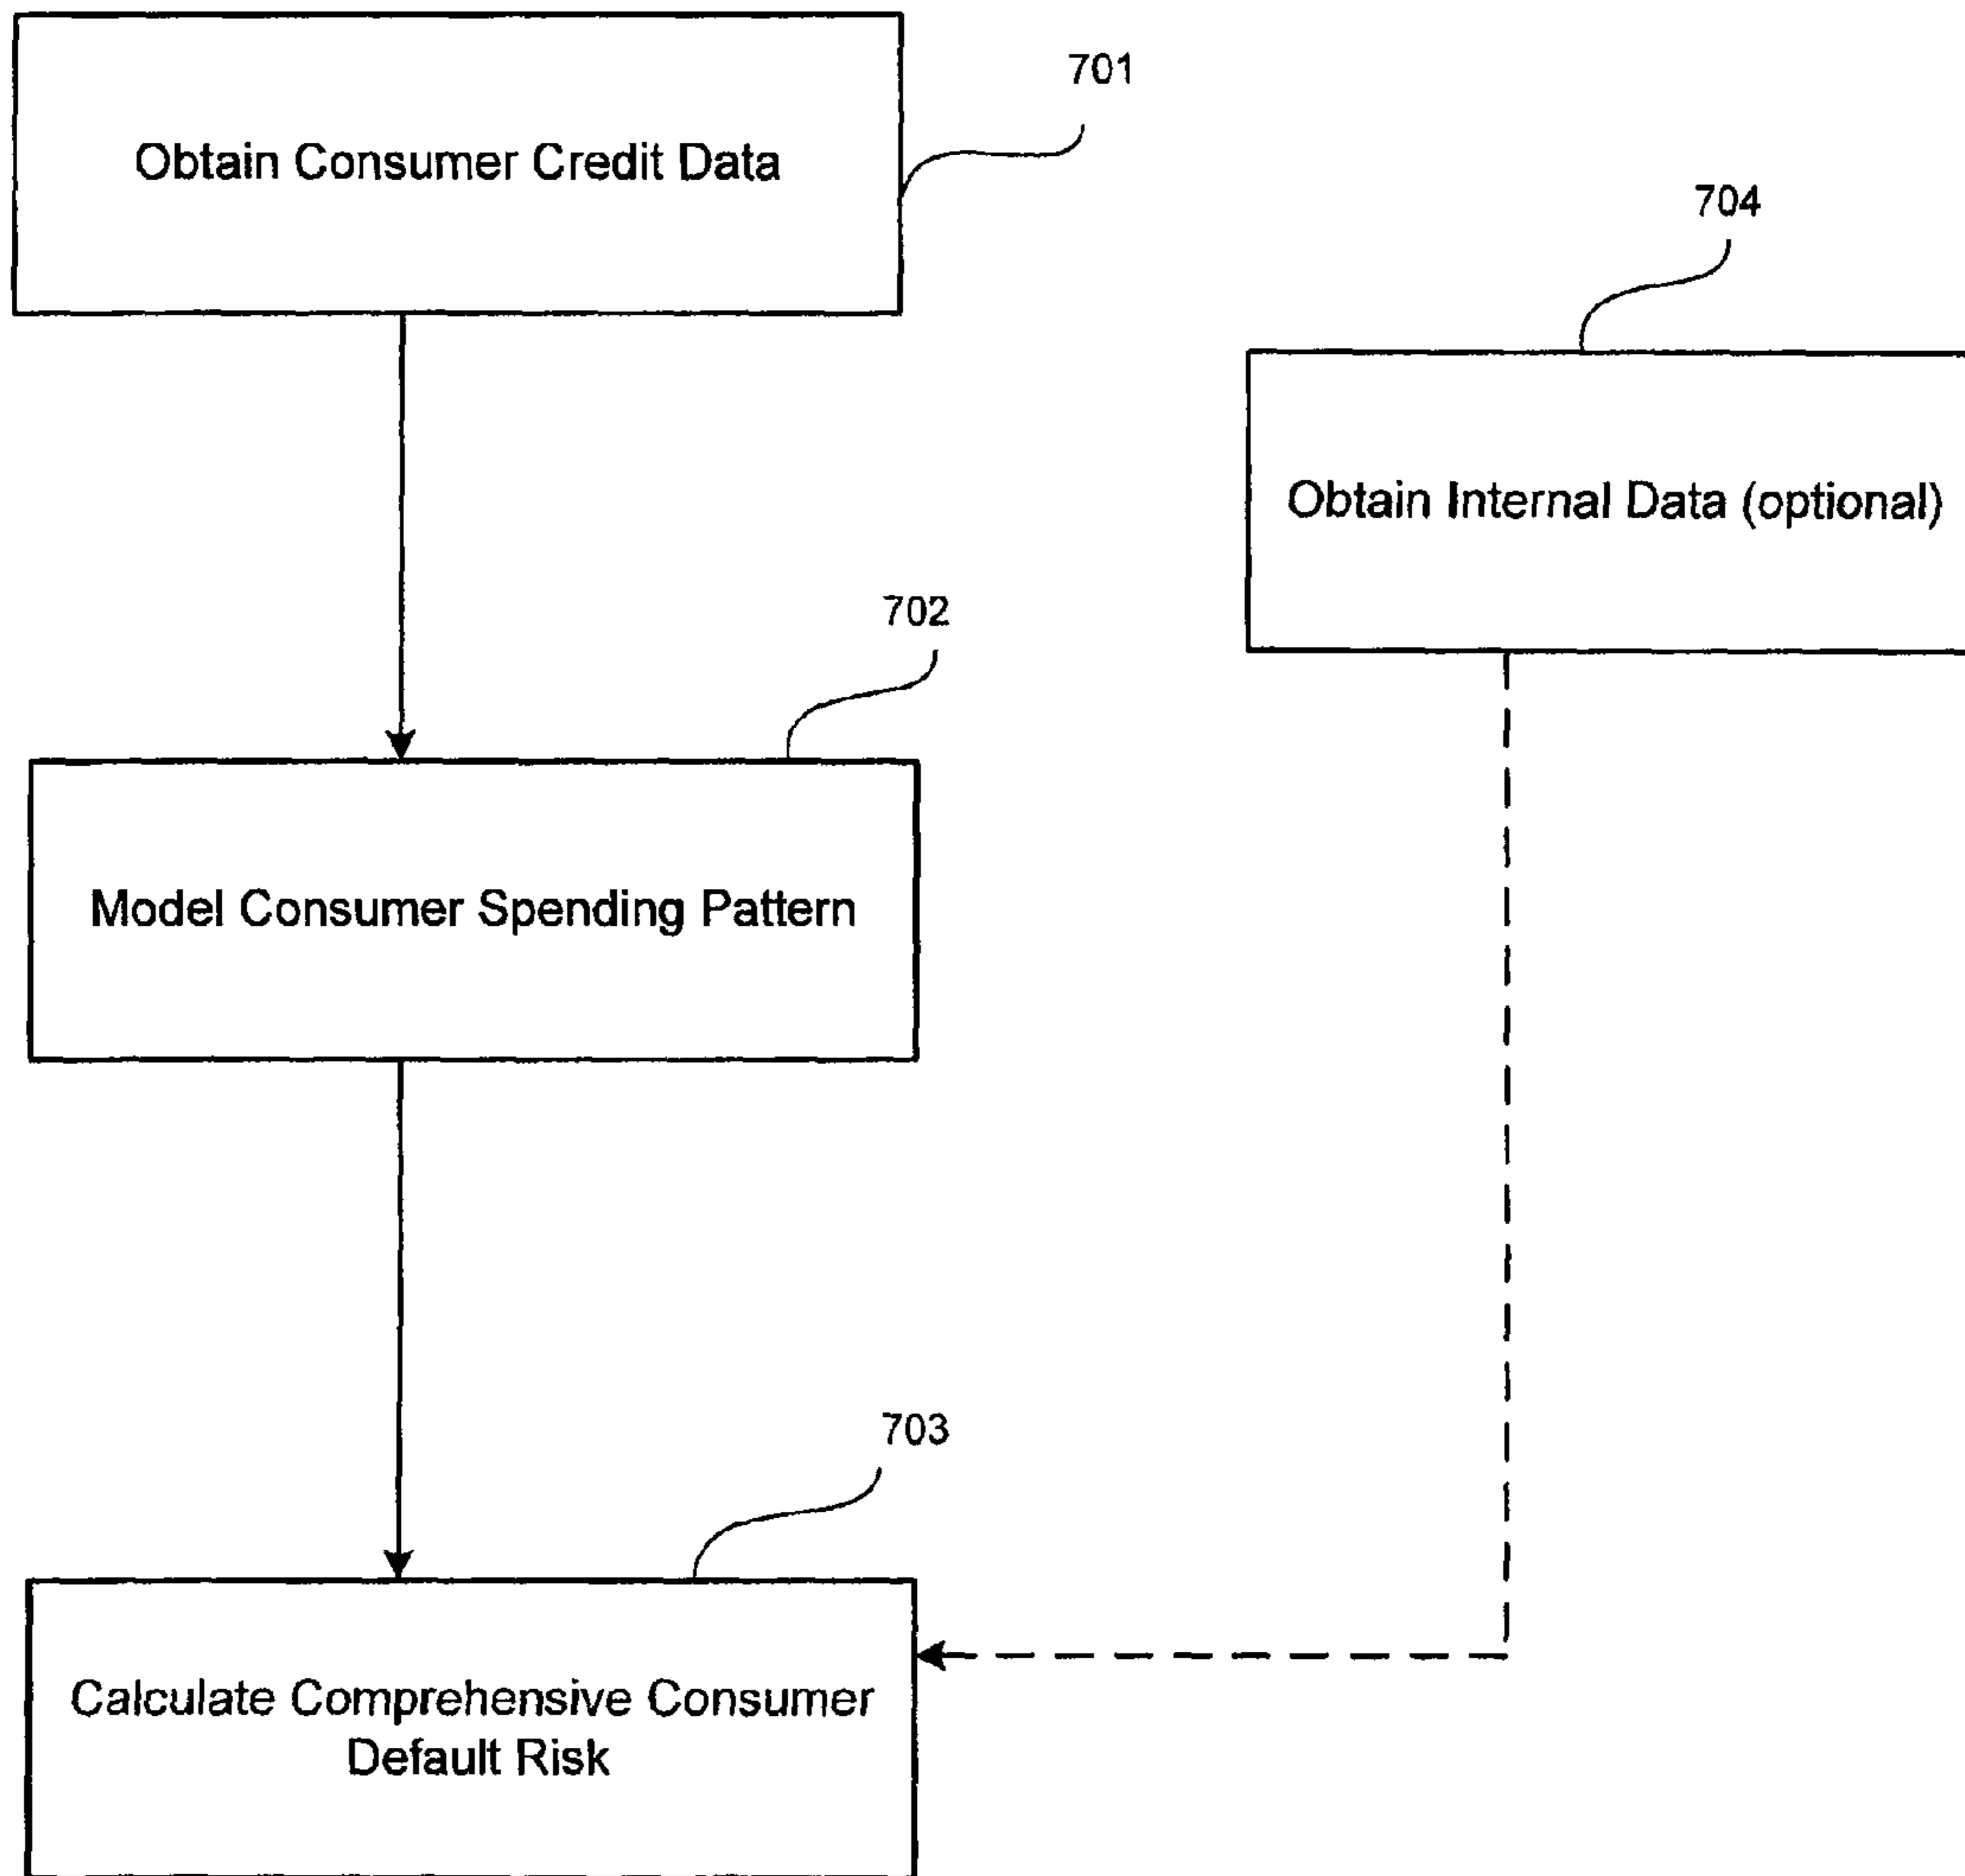 701
Obtain Consumer Credit Data
704
Obtain Internal Data (optional)
702
Model Consumer Spending Pattern
703
Calculate Comprehensive Consumer
Default Risk